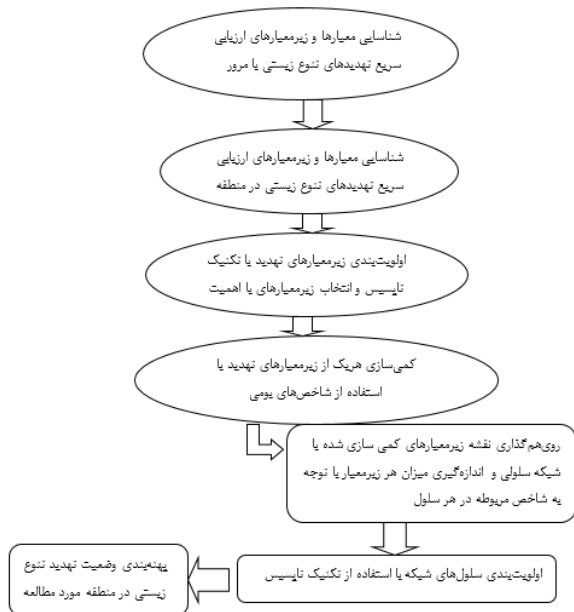 شناسایی معیارها و زیرمعیارهای ارزیابی
سریع تهدیدهای تنوع زیستی با مرور
شناسایی معیارها و زیرمعیارهای ارزیابی
سریع تهدیدهای تنوع زیستی در منطقه
اولویت‌بندی زیرمعیارهای تهدید با تکنیک
تاپسیس و انتخاب زیرمعیارهای با اهمیت
کمی‌سازی هریک از زیرمعیارهای تهدید با
استفاده از شاخص‌های بومی
روی‌هم‌گذاری نقشه زیرمعیارهای کمی سازی شده با
شبکه سلولی و اندازه‌گیری میزان هر زیرمعیار با توجه
به شاخص مربوطه در هر سلول
اولویت‌بندی سلول‌های شبکه با استفاده از تکنیک تاپسیس
پهنه‌بندی وضعیت تهدید تنوع
زیستی در منطقه مورد مطالعه